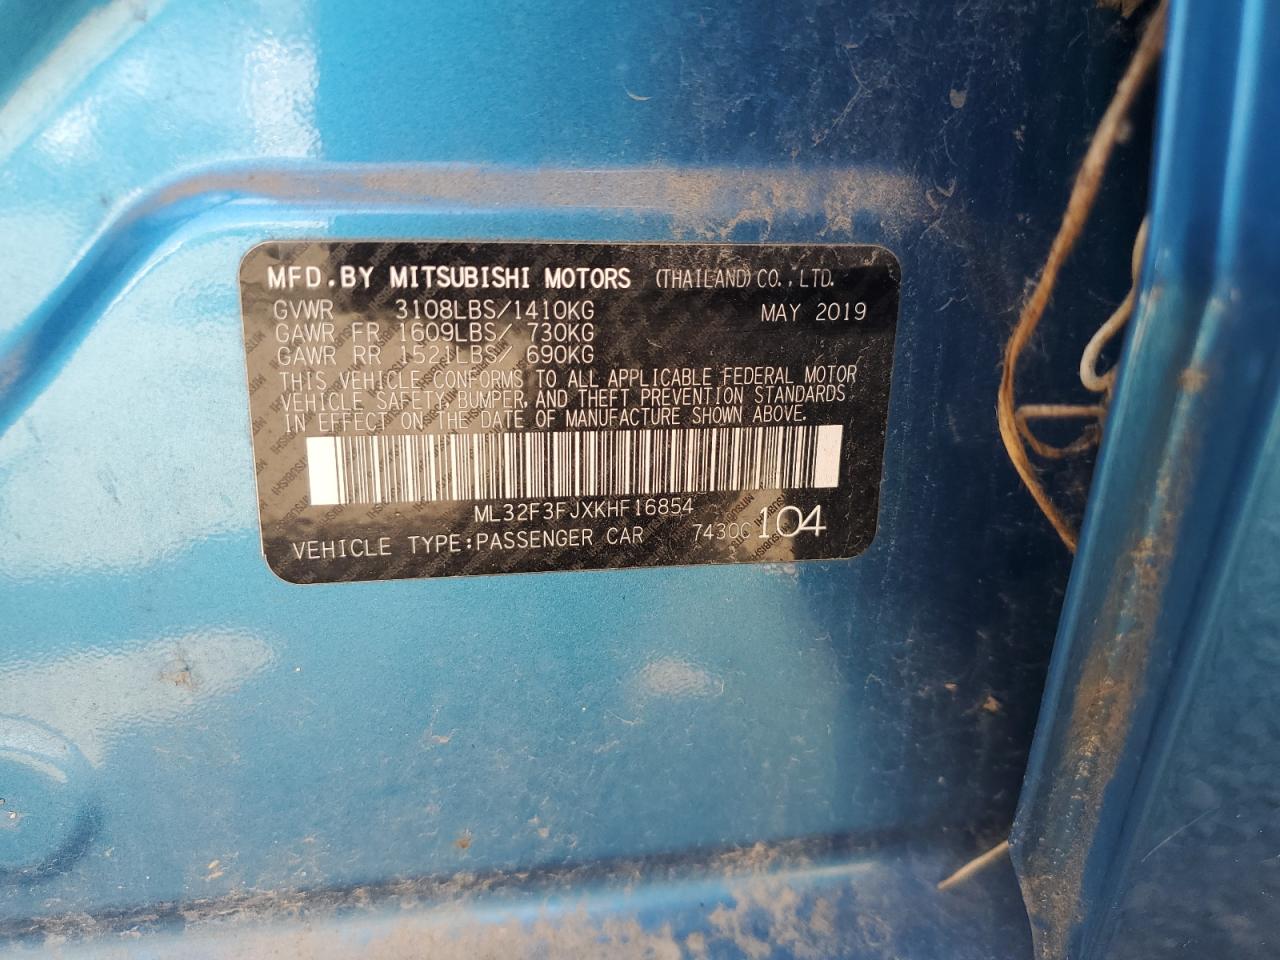 MFD.BY MITSUBISHI MOTORS (THAILAND)CO.,LTD.
GVWR 3108LBS/1410KG MAY 2019
GAWR FR 1609LBS/ 730KG
GAWR RR 1521LBS/ 690KG
THIS VEHICLE CONFORMS TO ALL APPLICABLE FEDERAL MOTOR
VEHICLE SAFETY, BUMPER, AND THEFT PREVENTION STANDARDS
IN EFFECT ON THE DATE OF MANUFACTURE SHOWN ABOVE.
ML32F3FJXKHF16854
VEHICLE TYPE:PASSENGER CAR 7430G 104